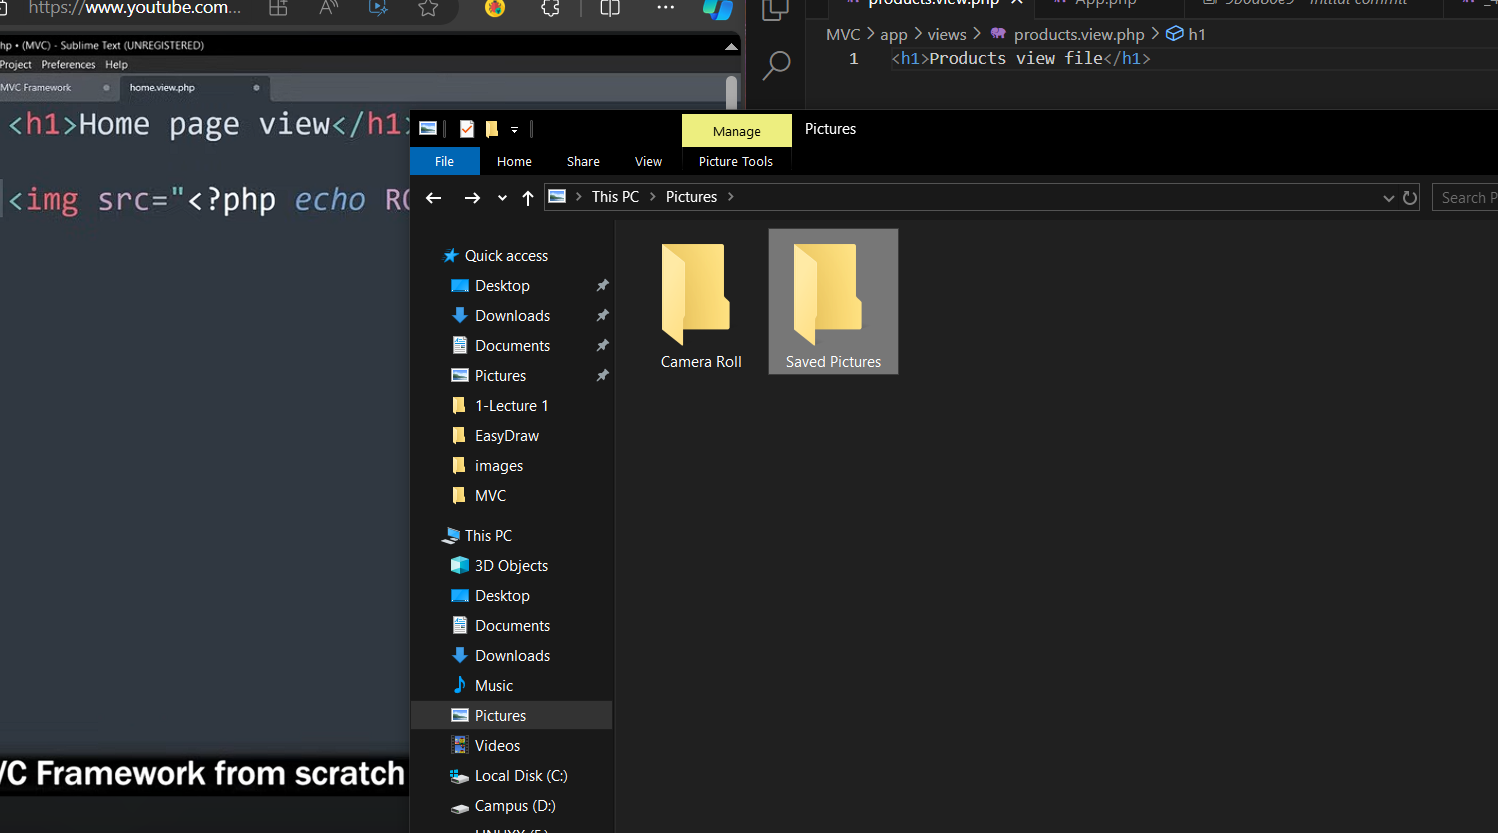 https://www.youtube.com...
hp • (MVC) - Sublime Text (UNREGISTERED)
Project Preferences Help
MVC Framework
home.view.php
<h1>Home page view</h1>
<img src="<?php echo RO
VC Framework from scratch
products.view.php
App.php
Initial commit
MVC > app > views > products.view.php > h1
1 <h1>Products view file</h1>
Manage
Pictures
File
Home
Share
View
Picture Tools
This PC > Pictures >
Search P
Quick access
Desktop
Downloads
Documents
Pictures
1-Lecture 1
EasyDraw
images
MVC
This PC
3D Objects
Desktop
Documents
Downloads
Music
Pictures
Videos
Local Disk (C:)
Campus (D:)
Camera Roll
Saved Pictures